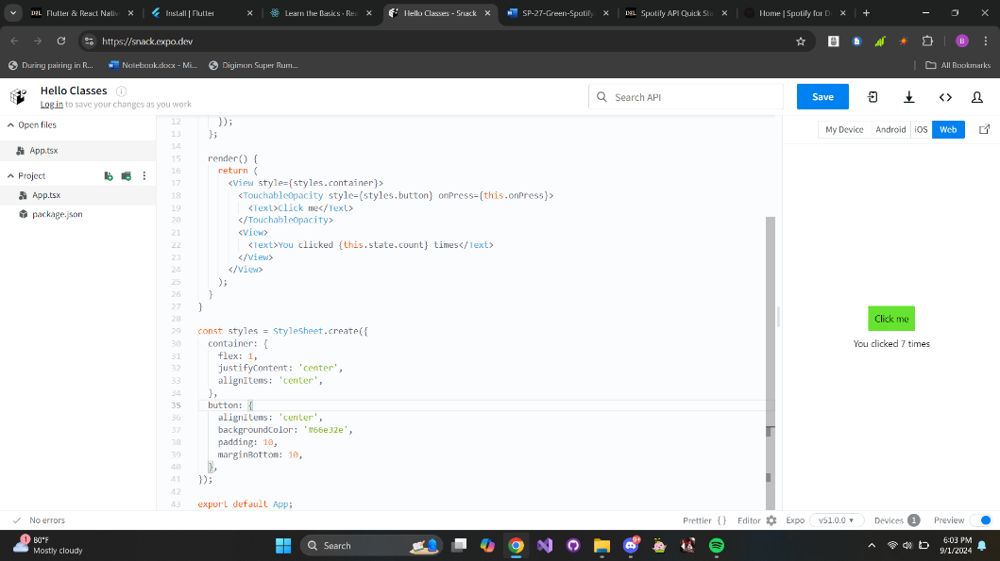 Flutter & React Nativ
Install | Flutter
Learn the Basics · Rea
Hello Classes - Snack
SP-27-Green-Spotify
Spotify API Quick Sta
Home | Spotify for D
https://snack.expo.dev
B
During pairing in R...
Notebook.docx - Mi...
Digimon Super Rum...
All Bookmarks
Hello Classes
Log in to save your changes as you work
Search API
Save
Open files
App.tsx
Project
App.tsx
package.json
My Device
Android
iOS
Web
12 });
13 };
14
15 render() {
16 return (
17 <View style={styles.container}>
18 <TouchableOpacity style={styles.button} onPress={this.onPress}>
19 <Text>Click me</Text>
20 </TouchableOpacity>
21 <View>
22 <Text>You clicked {this.state.count} times</Text>
23 </View>
24 </View>
25 );
26 }
27 }
28
29 const styles = StyleSheet.create({
30 container: {
31 flex: 1,
32 justifyContent: 'center',
33 alignItems: 'center',
34 },
35 button: {
36 alignItems: 'center',
37 backgroundColor: '#66e32e',
38 padding: 10,
39 marginBottom: 10,
40 },
41 });
42
43 export default App;
Click me
You clicked 7 times
No errors
Prettier { }
Editor
Expo
v51.0.0 ▾
Devices 1
Preview
1
80°F
Mostly cloudy
Search
9+
6:03 PM
9/1/2024